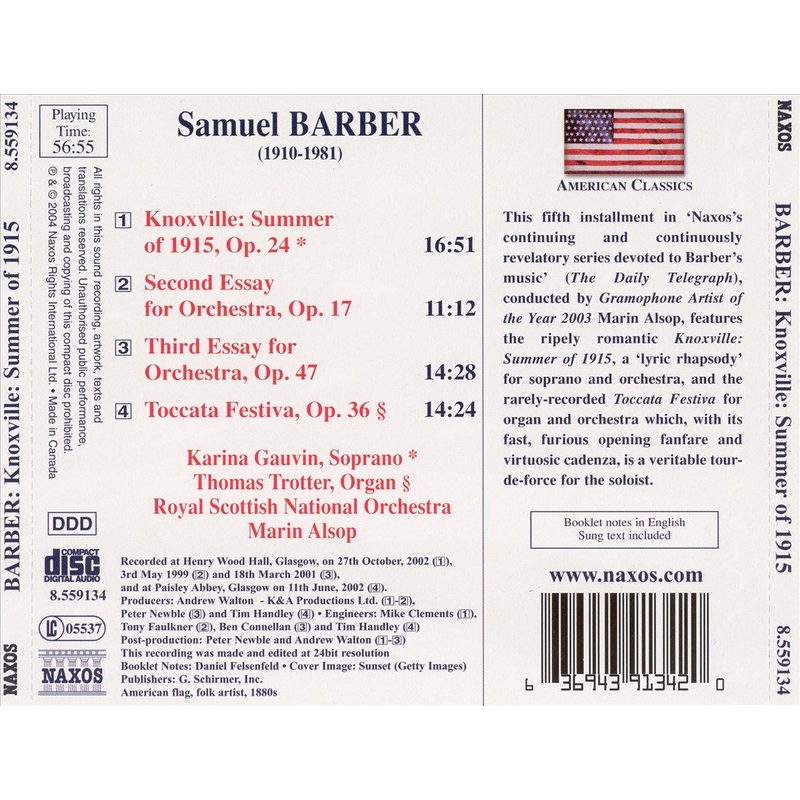 8.559134
BARBER: Knoxville: Summer of 1915
NAXOS
Playing
Time:
56:55
All rights in this sound recording, artwork, texts and
translations reserved. Unauthorised public performance,
broadcasting and copying of this compact disc prohibited.
℗ & © 2004 Naxos Rights International Ltd. • Made in Canada
DDD
COMPACT
disc
DIGITAL AUDIO
8.559134
LC 05537
NAXOS
Samuel BARBER
(1910-1981)
1 Knoxville: Summer
of 1915, Op. 24 * 16:51
2 Second Essay
for Orchestra, Op. 17 11:12
3 Third Essay for
Orchestra, Op. 47 14:28
4 Toccata Festiva, Op. 36 § 14:24
Karina Gauvin, Soprano *
Thomas Trotter, Organ §
Royal Scottish National Orchestra
Marin Alsop
Recorded at Henry Wood Hall, Glasgow, on 27th October, 2002 (1),
3rd May 1999 (2) and 18th March 2001 (3),
and at Paisley Abbey, Glasgow on 11th June, 2002 (4).
Producers: Andrew Walton - K&A Productions Ltd. (1-2),
Peter Newble (3) and Tim Handley (4) • Engineers: Mike Clements (1),
Tony Faulkner (2), Ben Connellan (3) and Tim Handley (4)
Post-production: Peter Newble and Andrew Walton (1-3)
This recording was made and edited at 24bit resolution
Booklet Notes: Daniel Felsenfeld • Cover Image: Sunset (Getty Images)
Publishers: G. Schirmer, Inc.
American flag, folk artist, 1880s
AMERICAN CLASSICS
This fifth installment in ‘Naxos’s
continuing and continuously
revelatory series devoted to Barber’s
music’ (The Daily Telegraph),
conducted by Gramophone Artist of
the Year 2003 Marin Alsop, features
the ripely romantic Knoxville:
Summer of 1915, a ‘lyric rhapsody’
for soprano and orchestra, and the
rarely-recorded Toccata Festiva for
organ and orchestra which, with its
fast, furious opening fanfare and
virtuosic cadenza, is a veritable tour-
de-force for the soloist.
Booklet notes in English
Sung text included
www.naxos.com
6 36943 91342 0
NAXOS
BARBER: Knoxville: Summer of 1915
8.559134